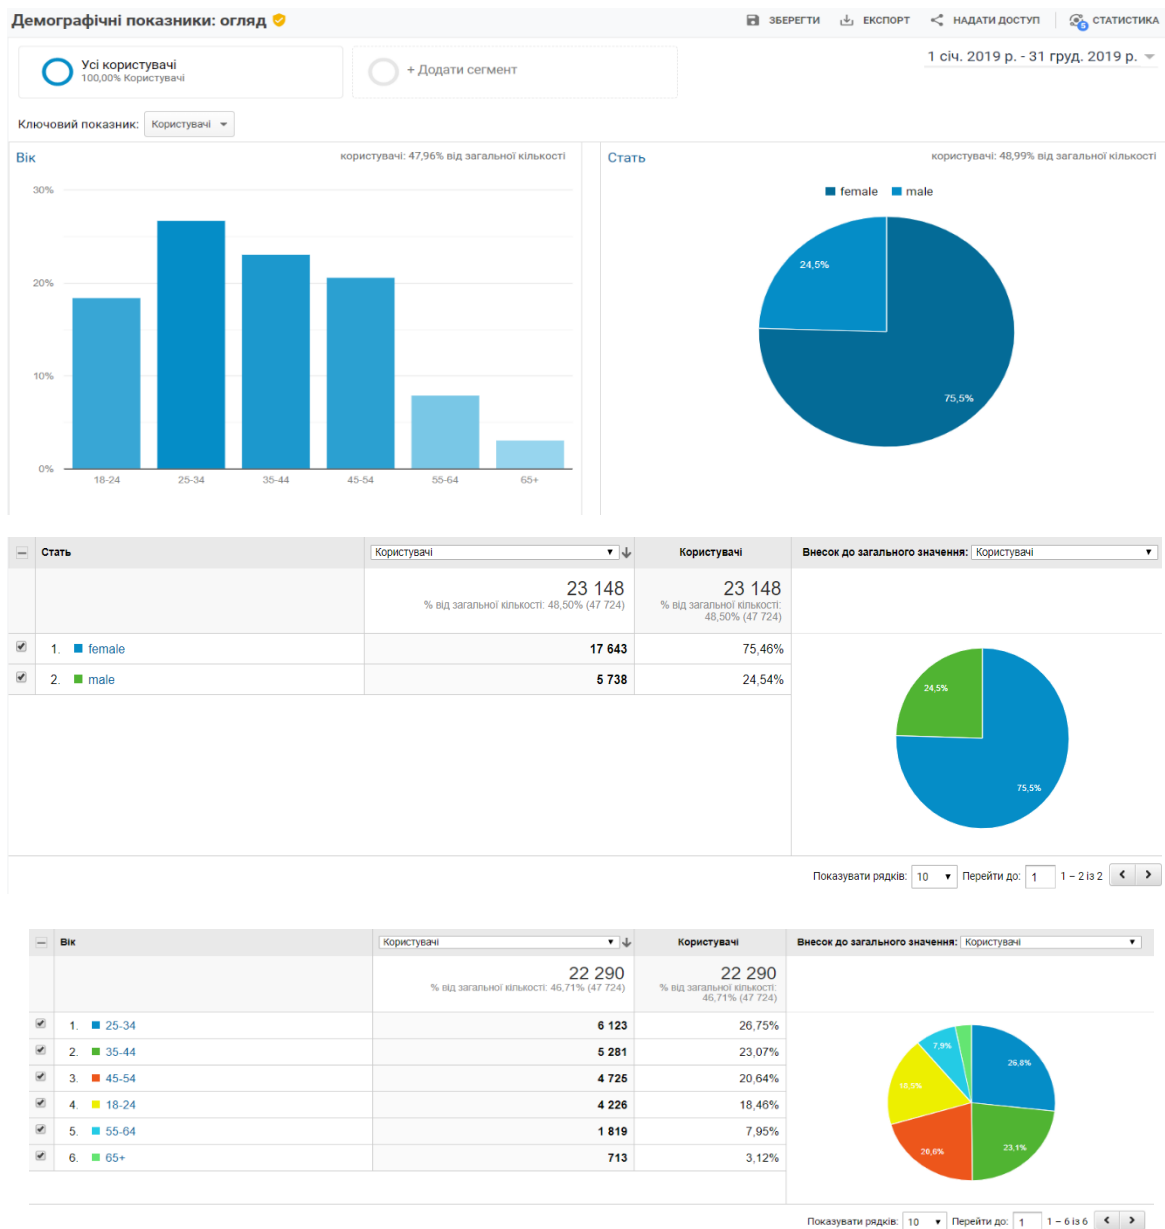 Демографічні показники: огляд
ЗБЕРЕГТИ ЕКСПОРТ НАДАТИ ДОСТУП 5 СТАТИСТИКА
Усі користувачі
100,00% Користувачі
+ Додати сегмент
1 січ. 2019 р. - 31 груд. 2019 р.
Ключовий показник: Користувачі
Вік
користувачі: 47,96% від загальної кількості
30%
20%
10%
0%
18-24 25-34 35-44 45-54 55-64 65+
Стать
користувачі: 48,99% від загальної кількості
female male
24,5%
75,5%
Стать Користувачі Користувачі Внесок до загального значення: Користувачі
23 148 23 148
% від загальної кількості: 48,50% (47 724) % від загальної кількості:
48,50% (47 724)
1. female 17 643 75,46%
2. male 5 738 24,54%
24,5%
75,5%
Показувати рядків: 10 Перейти до: 1 1 – 2 із 2
Вік Користувачі Користувачі Внесок до загального значення: Користувачі
22 290 22 290
% від загальної кількості: 46,71% (47 724) % від загальної кількості:
46,71% (47 724)
1. 25-34 6 123 26,75%
2. 35-44 5 281 23,07%
3. 45-54 4 725 20,64%
4. 18-24 4 226 18,46%
5. 55-64 1 819 7,95%
6. 65+ 713 3,12%
7,9%
26,8%
18,5%
20,6%
23,1%
Показувати рядків: 10 Перейти до: 1 1 – 6 із 6